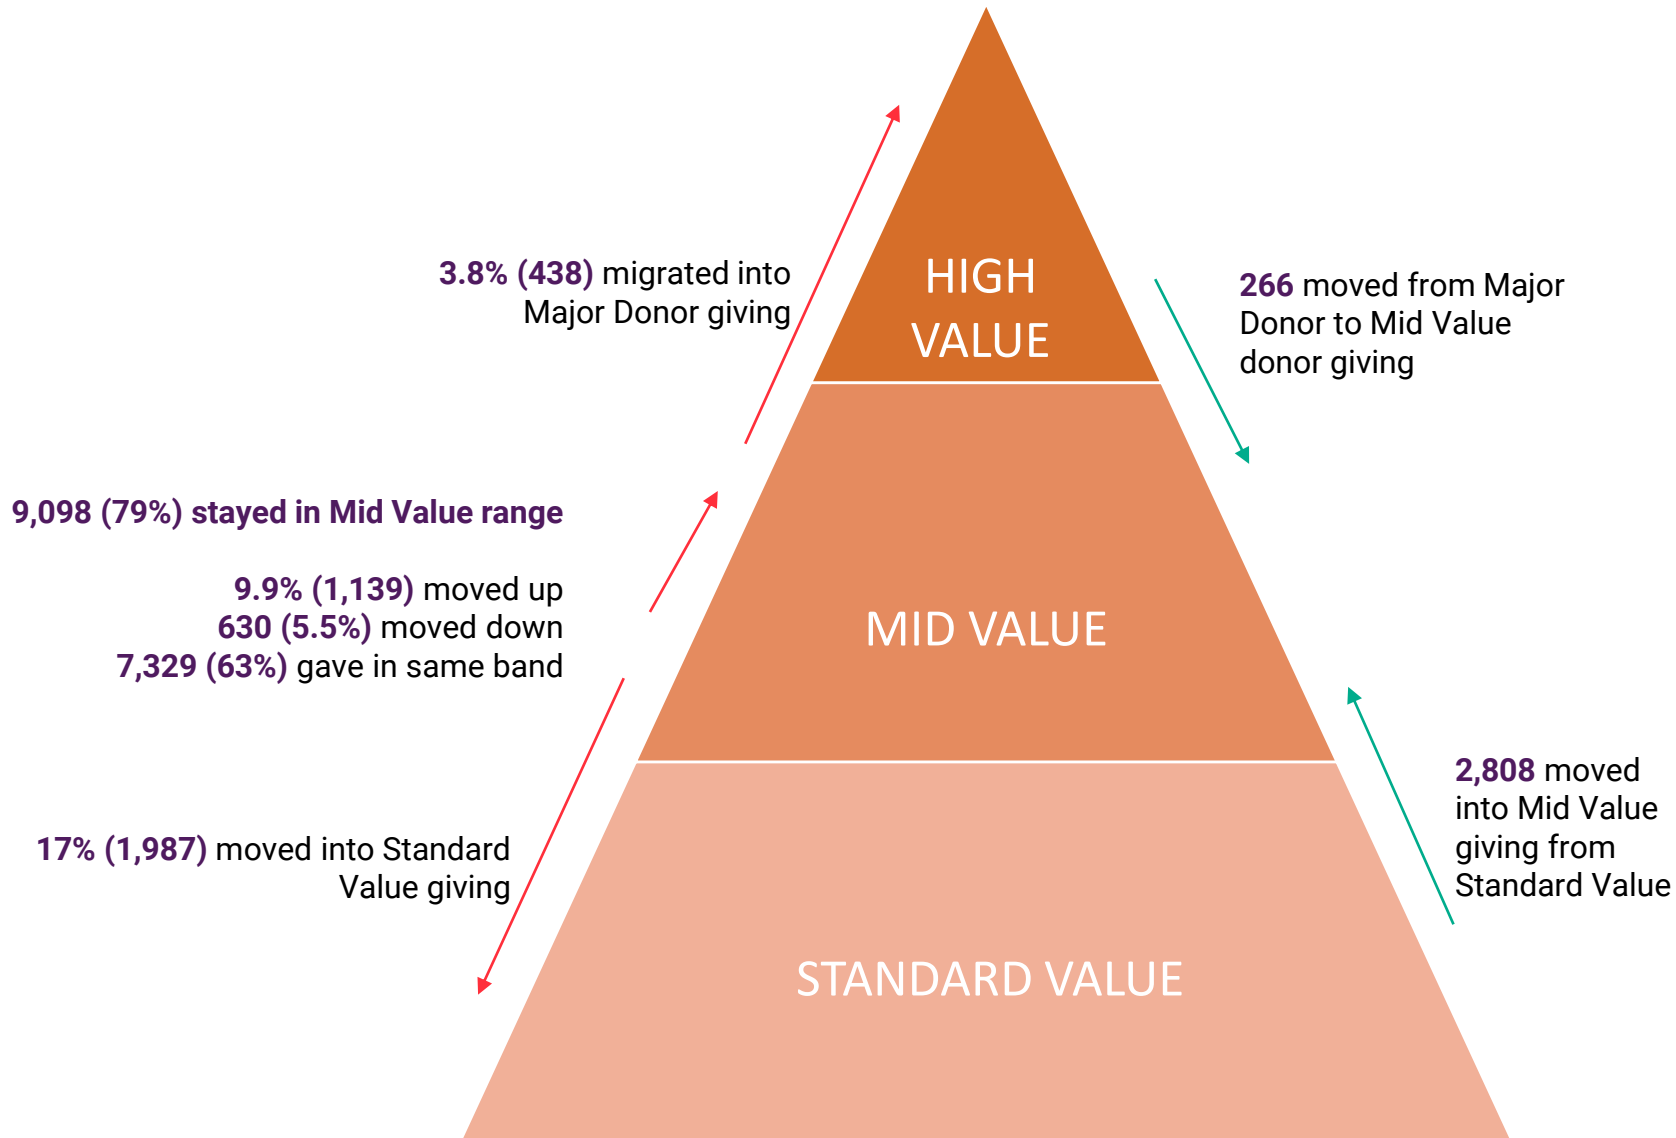 3.8% (438) migrated into
Major Donor giving
HIGH
VALUE
266 moved from Major
Donor to Mid Value
donor giving
9,098 (79%) stayed in Mid Value range
9.9% (1,139) moved up
630 (5.5%) moved down
7,329 (63%) gave in same band
MID VALUE
2,808 moved
into Mid Value
giving from
Standard Value
17% (1,987) moved into Standard
Value giving
STANDARD VALUE